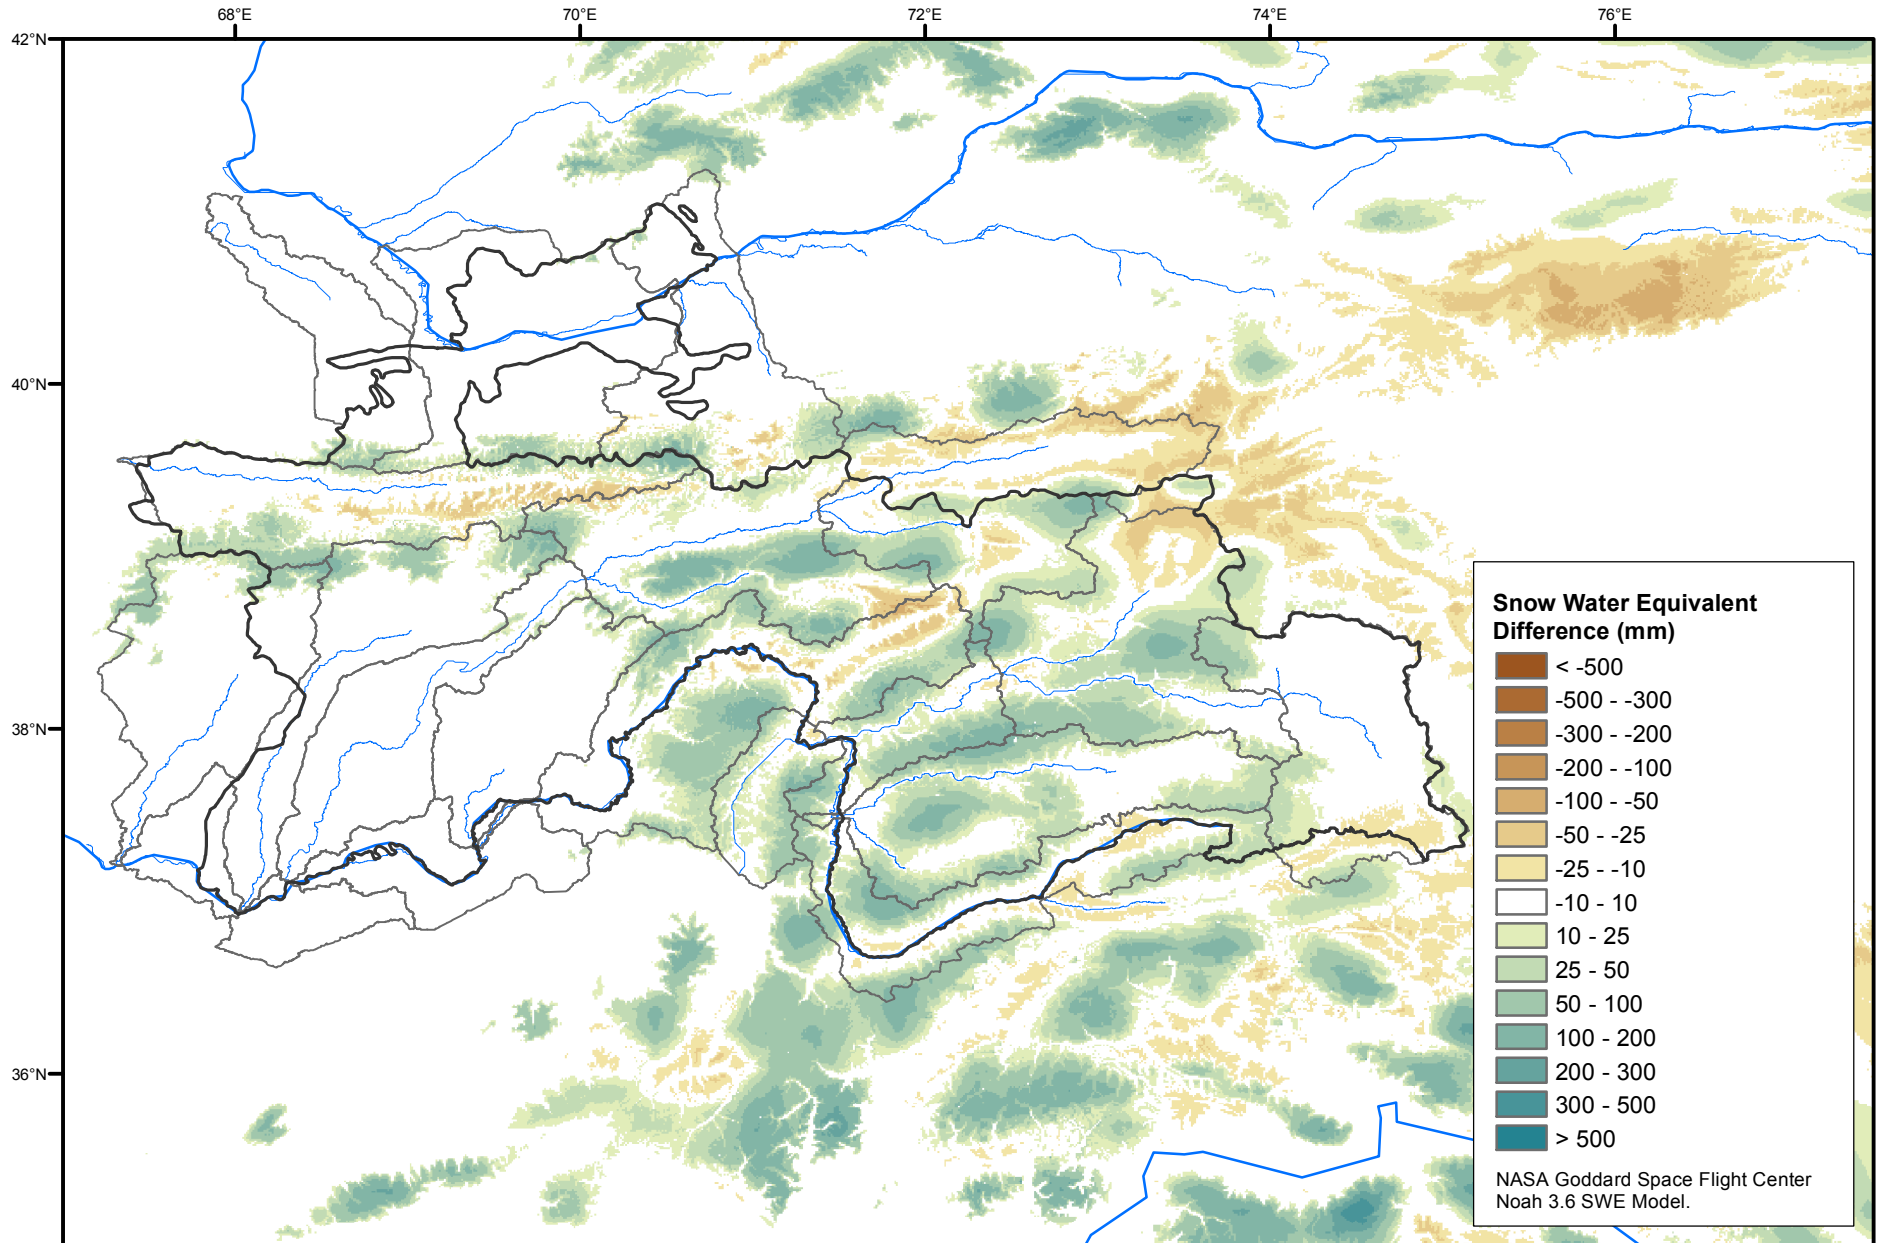 68°E
70°E
72°E
74°E
76°E
42°N
40°N
38°N
36°N
Snow Water Equivalent
Difference (mm)
< -500
-500 - -300
-300 - -200
-200 - -100
-100 - -50
-50 - -25
-25 - -10
-10 - 10
10 - 25
25 - 50
50 - 100
100 - 200
200 - 300
300 - 500
> 500
NASA Goddard Space Flight Center
Noah 3.6 SWE Model.